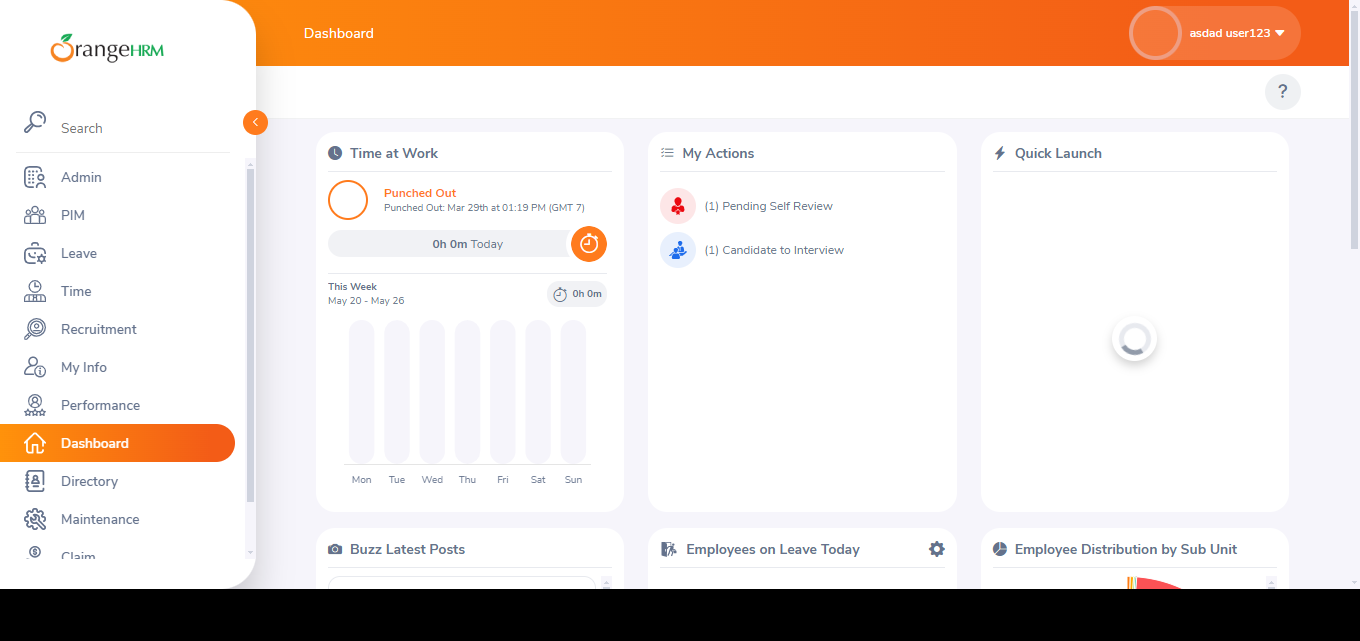 OrangeHRM
Dashboard
asdad user123
?
Search
Admin
PIM
Leave
Time
Recruitment
My Info
Performance
Dashboard
Directory
Maintenance
Claim
Time at Work
Punched Out
Punched Out: Mar 29th at 01:19 PM (GMT 7)
0h 0m Today
This Week
May 20 - May 26
0h 0m
Mon Tue Wed Thu Fri Sat Sun
My Actions
(1) Pending Self Review
(1) Candidate to Interview
Quick Launch
Buzz Latest Posts
Employees on Leave Today
Employee Distribution by Sub Unit